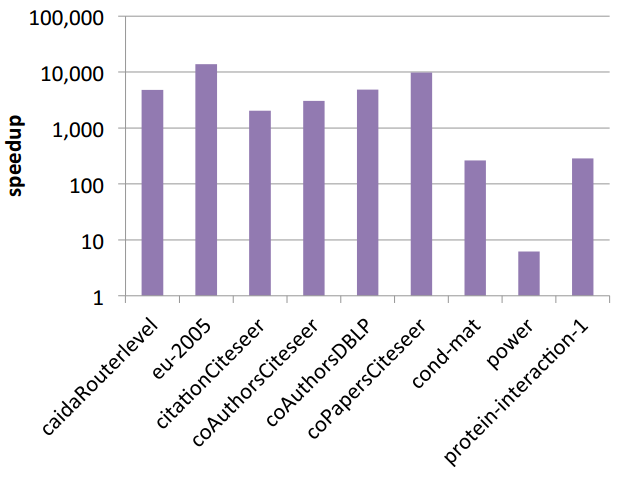 100,000
10,000
1,000
100
10
1
speedup
caidaRouterlevel
eu-2005
citationCiteseer
coAuthorsCiteseer
coAuthorsDBLP
coPapersCiteseer
cond-mat
power
protein-interaction-1